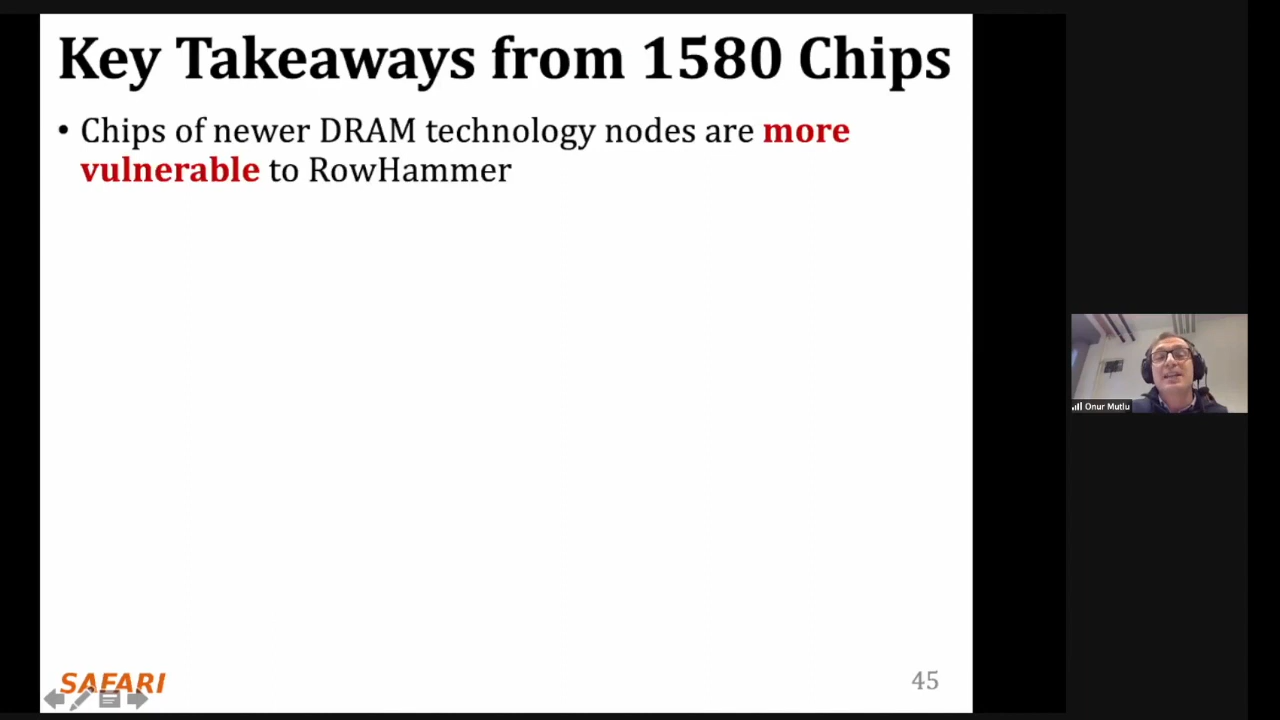 Key Takeaways from 1580 Chips
• Chips of newer DRAM technology nodes are more
vulnerable to RowHammer
Onur Mutlu
SAFARI
45